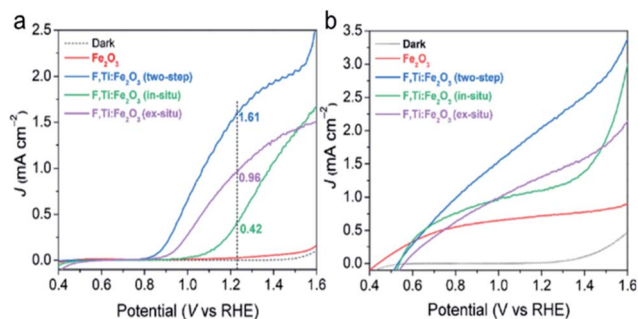 a
2.5
2.0
1.5
1.0
0.5
0.0
J (mA cm⁻²)
Dark
Fe₂O₃
F,Ti:Fe₂O₃ (two-step)
F,Ti:Fe₂O₃ (in-situ)
F,Ti:Fe₂O₃ (ex-situ)
1.61
0.96
0.42
0.4 0.6 0.8 1.0 1.2 1.4 1.6
Potential (V vs RHE)
b
3.5
3.0
2.5
2.0
1.5
1.0
0.5
0.0
J (mA cm⁻²)
Dark
Fe₂O₃
F,Ti:Fe₂O₃ (two-step)
F,Ti:Fe₂O₃ (in-situ)
F,Ti:Fe₂O₃ (ex-situ)
0.4 0.6 0.8 1.0 1.2 1.4 1.6
Potential (V vs RHE)